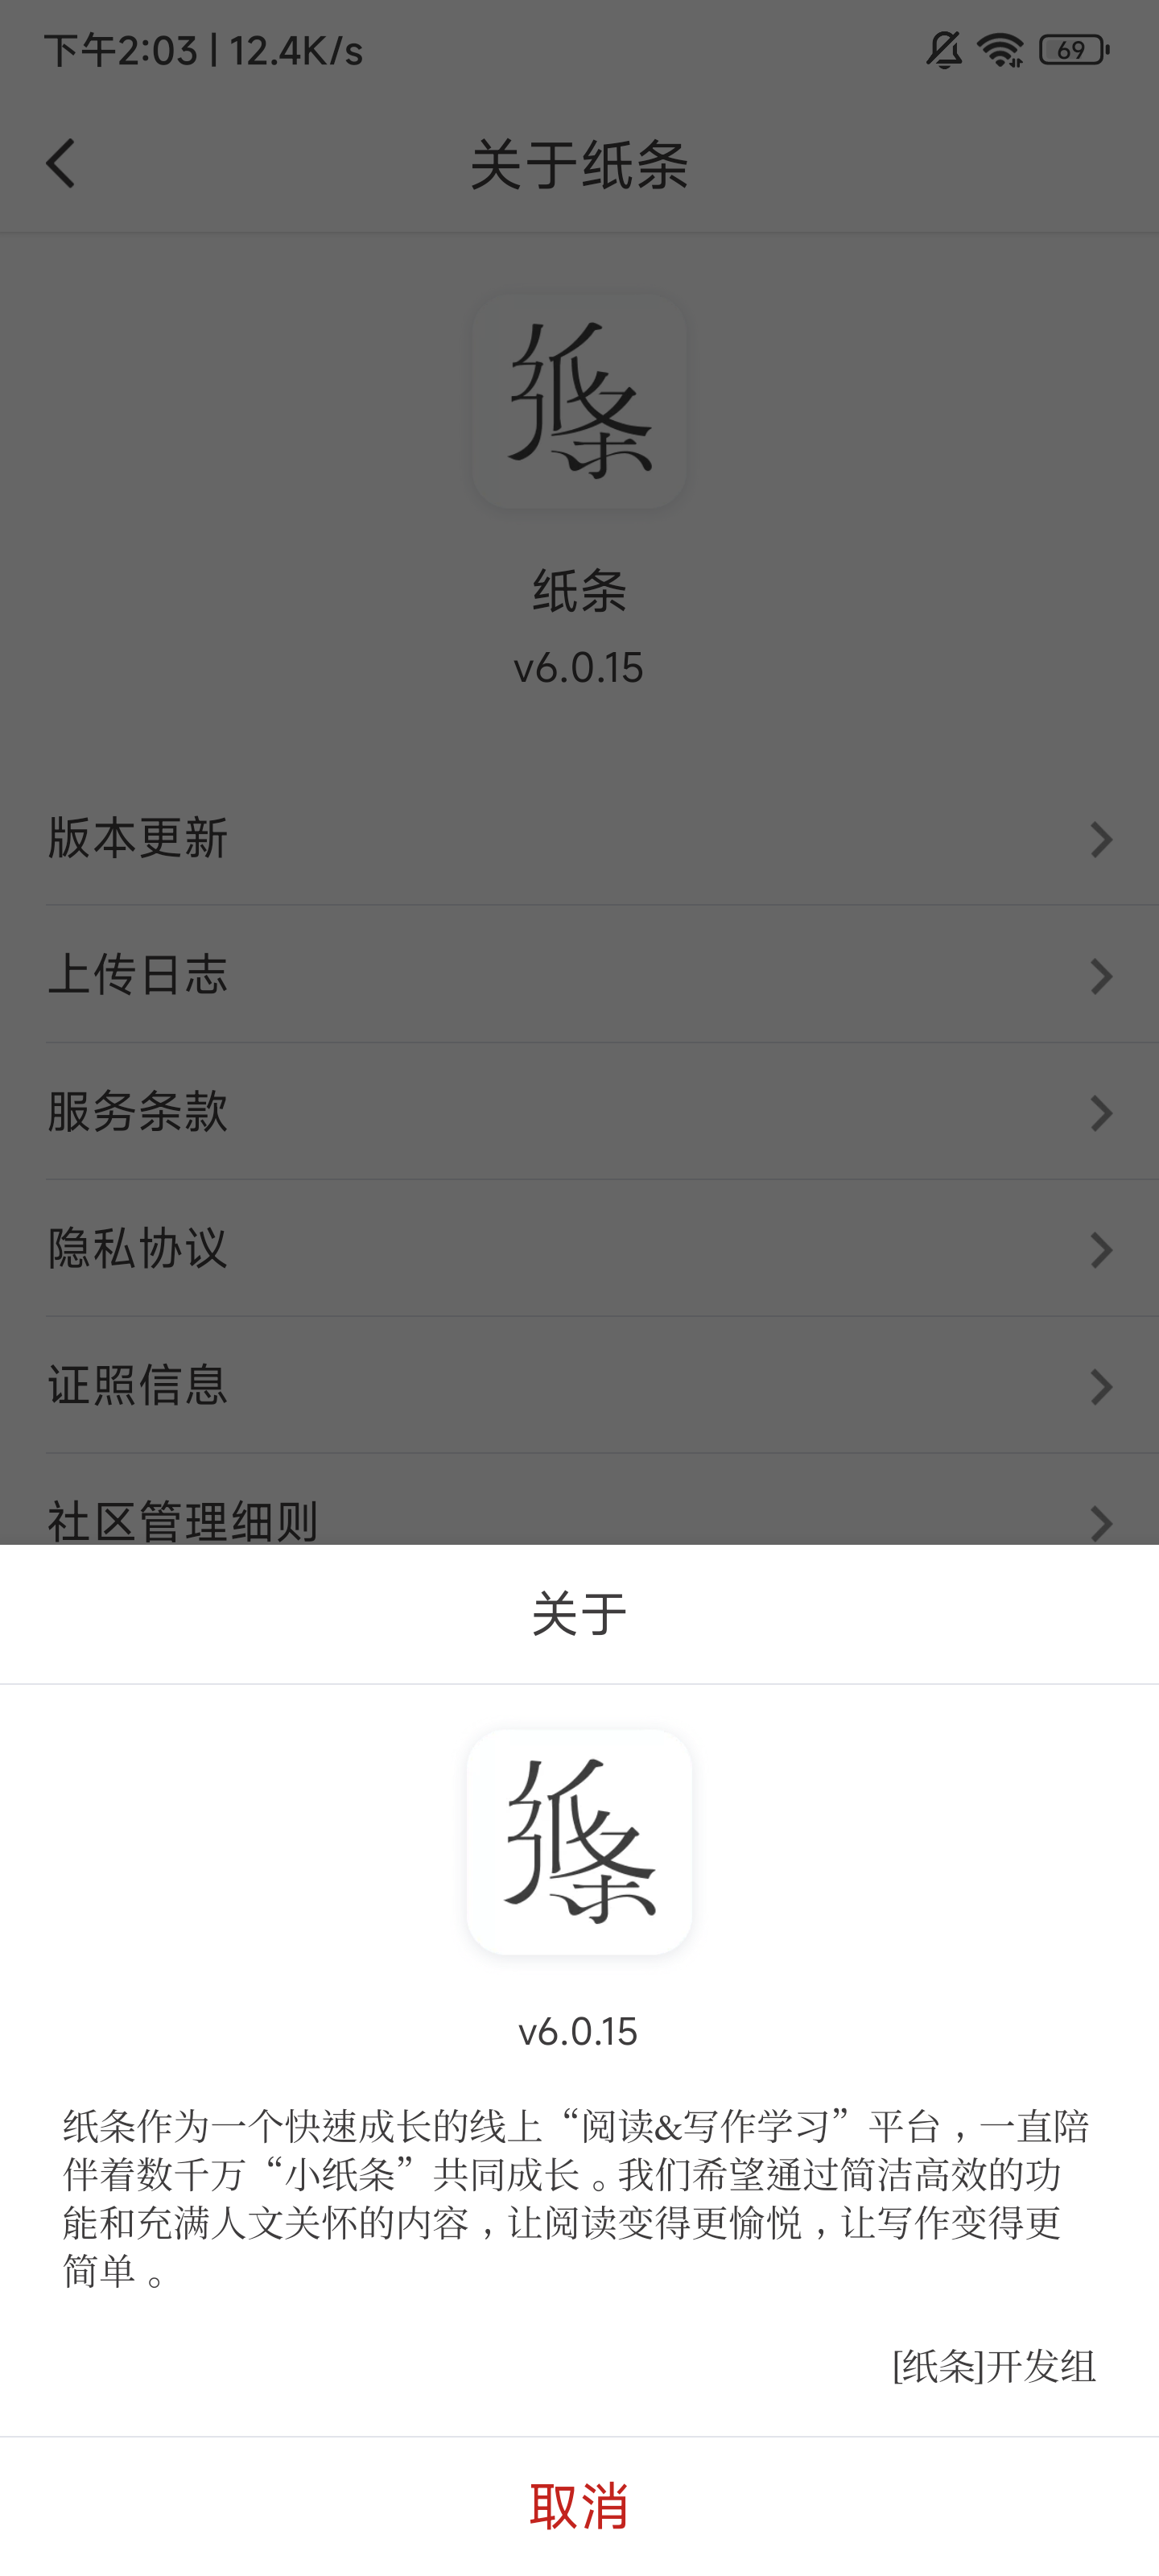 下午2:03 | 12.4K/s
69
关于纸条
纸条
纸条
v6.0.15
版本更新
上传日志
服务条款
隐私协议
证照信息
社区管理细则
关于
纸条
v6.0.15
纸条作为一个快速成长的线上“阅读&写作学习”平台，一直陪
伴着数千万“小纸条”共同成长。我们希望通过简洁高效的功
能和充满人文关怀的内容，让阅读变得更愉悦，让写作变得更
简单。
[纸条]开发组
取消